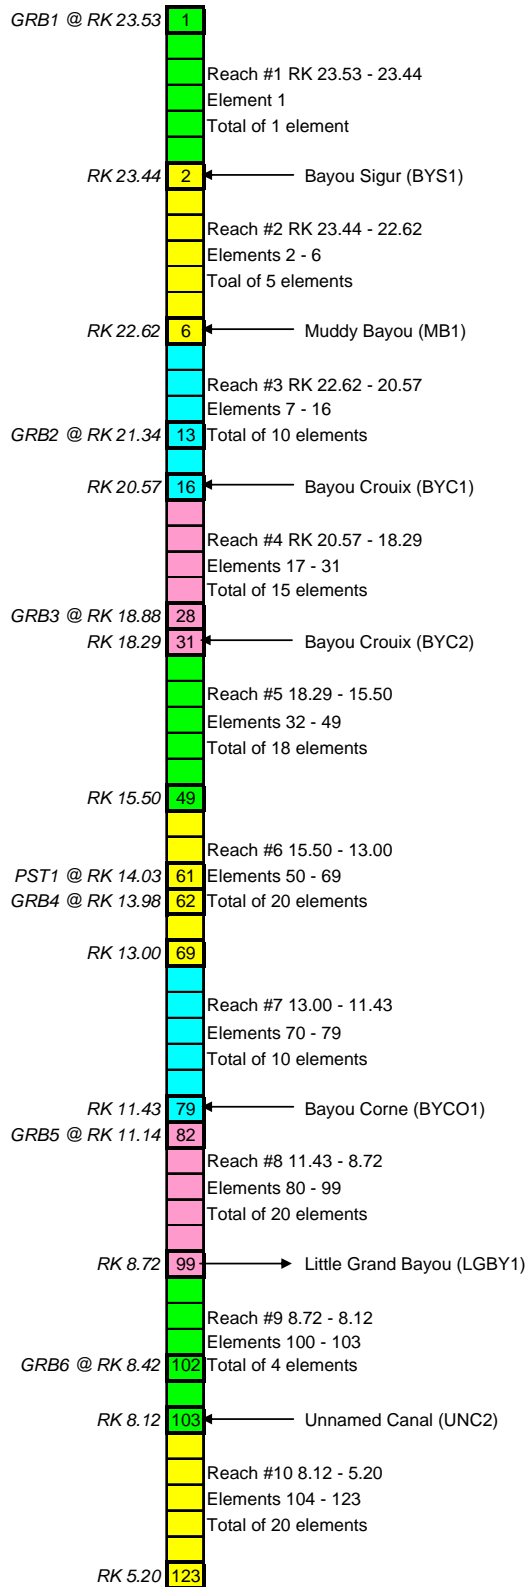 GRB1 @ RK 23.53 1
Reach #1 RK 23.53 - 23.44
Element 1
Total of 1 element
RK 23.44 2 Bayou Sigur (BYS1)
Reach #2 RK 23.44 - 22.62
Elements 2 - 6
Toal of 5 elements
RK 22.62 6 Muddy Bayou (MB1)
Reach #3 RK 22.62 - 20.57
Elements 7 - 16
GRB2 @ RK 21.34 13 Total of 10 elements
RK 20.57 16 Bayou Crouix (BYC1)
Reach #4 RK 20.57 - 18.29
Elements 17 - 31
Total of 15 elements
GRB3 @ RK 18.88 28
RK 18.29 31 Bayou Crouix (BYC2)
Reach #5 18.29 - 15.50
Elements 32 - 49
Total of 18 elements
RK 15.50 49
Reach #6 15.50 - 13.00
PST1 @ RK 14.03 61 Elements 50 - 69
GRB4 @ RK 13.98 62 Total of 20 elements
RK 13.00 69
Reach #7 13.00 - 11.43
Elements 70 - 79
Total of 10 elements
RK 11.43 79 Bayou Corne (BYCO1)
GRB5 @ RK 11.14 82
Reach #8 11.43 - 8.72
Elements 80 - 99
Total of 20 elements
RK 8.72 99 Little Grand Bayou (LGBY1)
Reach #9 8.72 - 8.12
Elements 100 - 103
GRB6 @ RK 8.42 102 Total of 4 elements
RK 8.12 103 Unnamed Canal (UNC2)
Reach #10 8.12 - 5.20
Elements 104 - 123
Total of 20 elements
RK 5.20 123